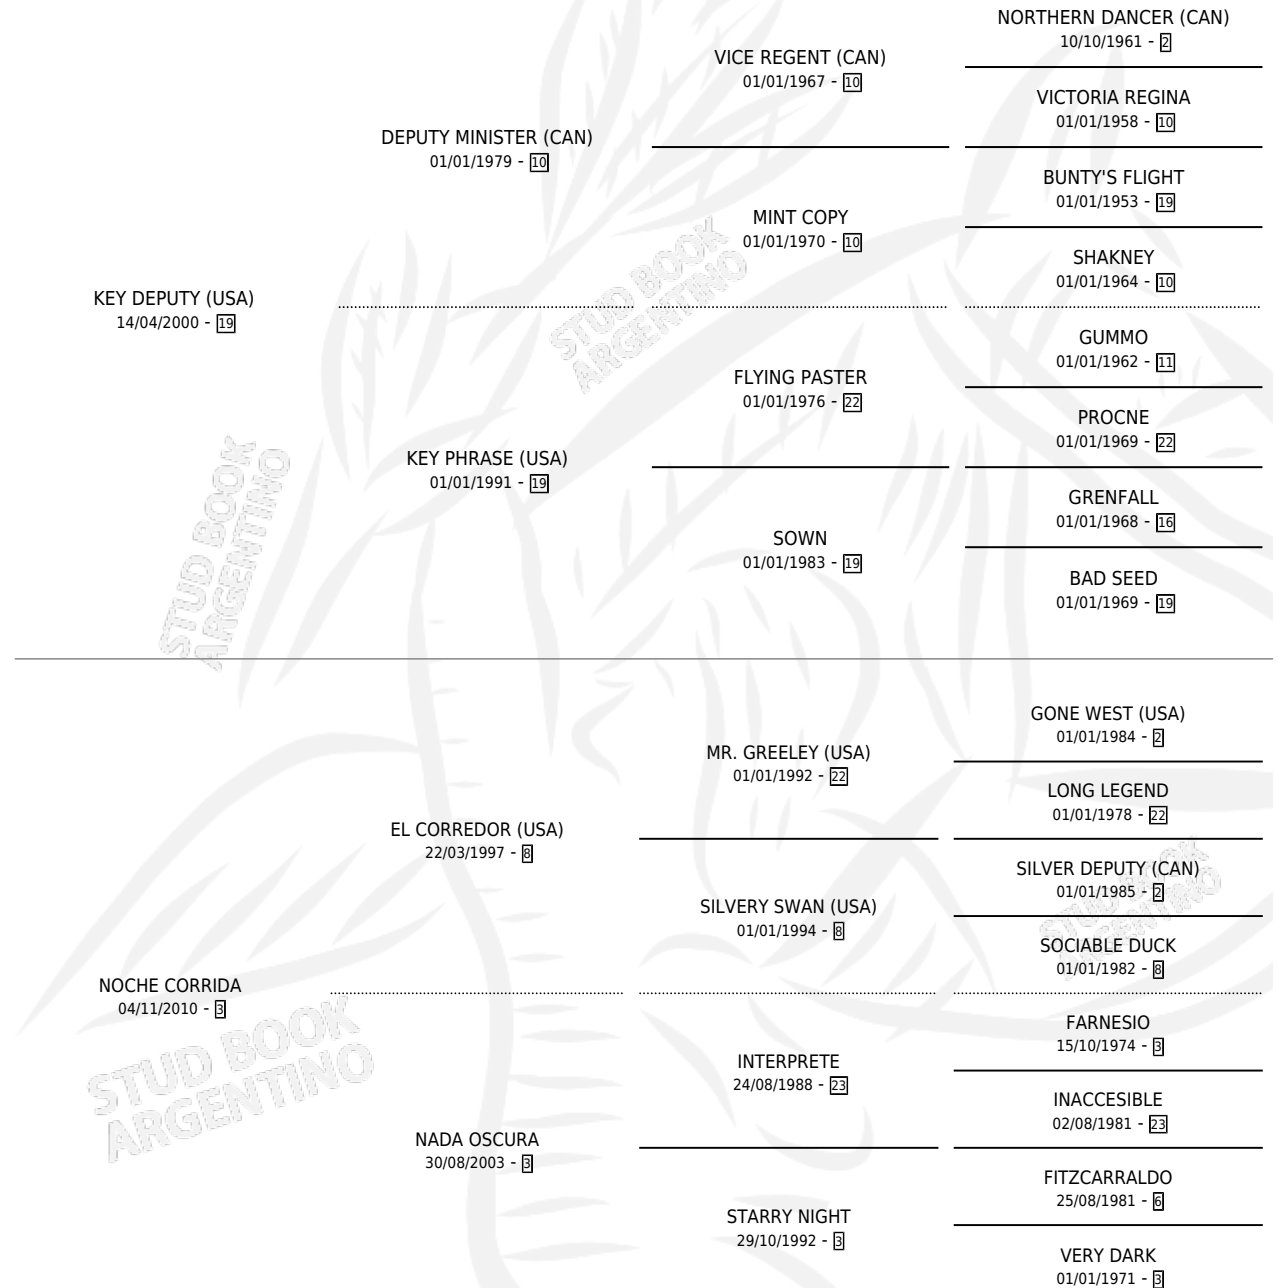 NORTHERN DANCER (CAN)
10/10/1961 - 2
VICE REGENT (CAN)
01/01/1967 - 10
VICTORIA REGINA
01/01/1958 - 10
DEPUTY MINISTER (CAN)
01/01/1979 - 10
BUNTY'S FLIGHT
01/01/1953 - 19
MINT COPY
01/01/1970 - 10
SHAKNEY
01/01/1964 - 10
KEY DEPUTY (USA)
14/04/2000 - 19
GUMMO
01/01/1962 - 11
FLYING PASTER
01/01/1976 - 22
PROCNE
01/01/1969 - 22
KEY PHRASE (USA)
01/01/1991 - 19
GRENFALL
01/01/1968 - 16
SOWN
01/01/1983 - 19
BAD SEED
01/01/1969 - 19
GONE WEST (USA)
01/01/1984 - 2
MR. GREELEY (USA)
01/01/1992 - 22
LONG LEGEND
01/01/1978 - 22
EL CORREDOR (USA)
22/03/1997 - 8
SILVER DEPUTY (CAN)
01/01/1985 - 2
SILVERY SWAN (USA)
01/01/1994 - 8
SOCIABLE DUCK
01/01/1982 - 8
NOCHE CORRIDA
04/11/2010 - 3
FARNESIO
15/10/1974 - 3
INTERPRETE
24/08/1988 - 23
INACCESIBLE
02/08/1981 - 23
NADA OSCURA
30/08/2003 - 3
FITZCARRALDO
25/08/1981 - 6
STARRY NIGHT
29/10/1992 - 3
VERY DARK
01/01/1971 - 3
STUD BOOK
ARGENTINO
STUD BOOK
ARGENTINO
STUD BOOK
ARGENTINO
STUD BOOK
ARGENTINO